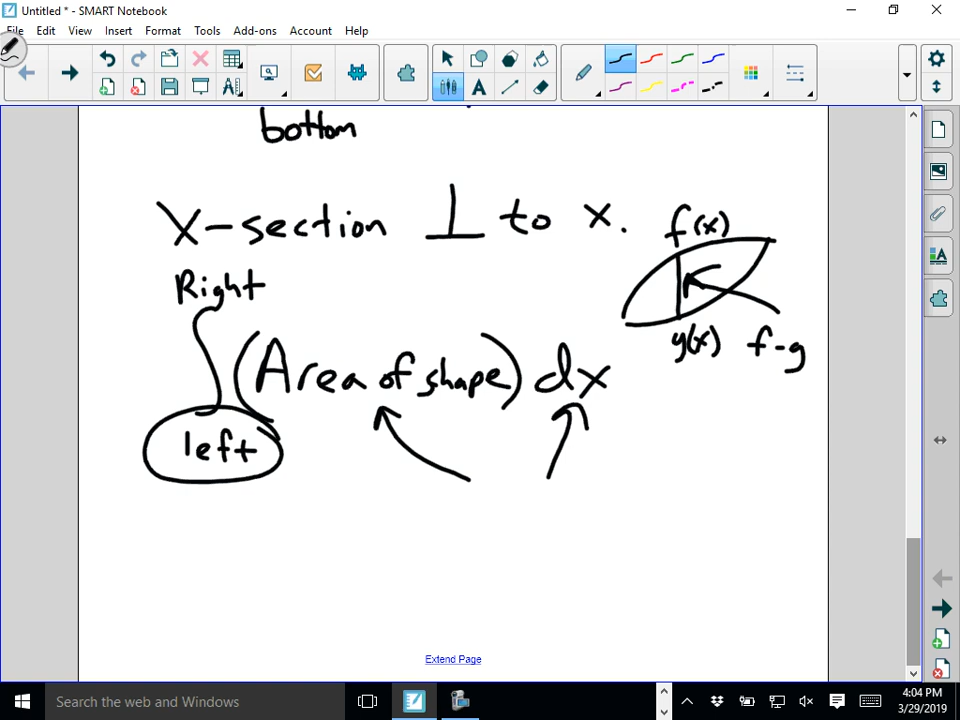 Untitled * - SMART Notebook
File Edit View Insert Format Tools Add-ons Account Help
bottom
X-section ⊥ to x.
f(x)
Right
∫ (Area of shape) dx
y(x) f-g
left
Extend Page
Search the web and Windows
4:04 PM
3/29/2019